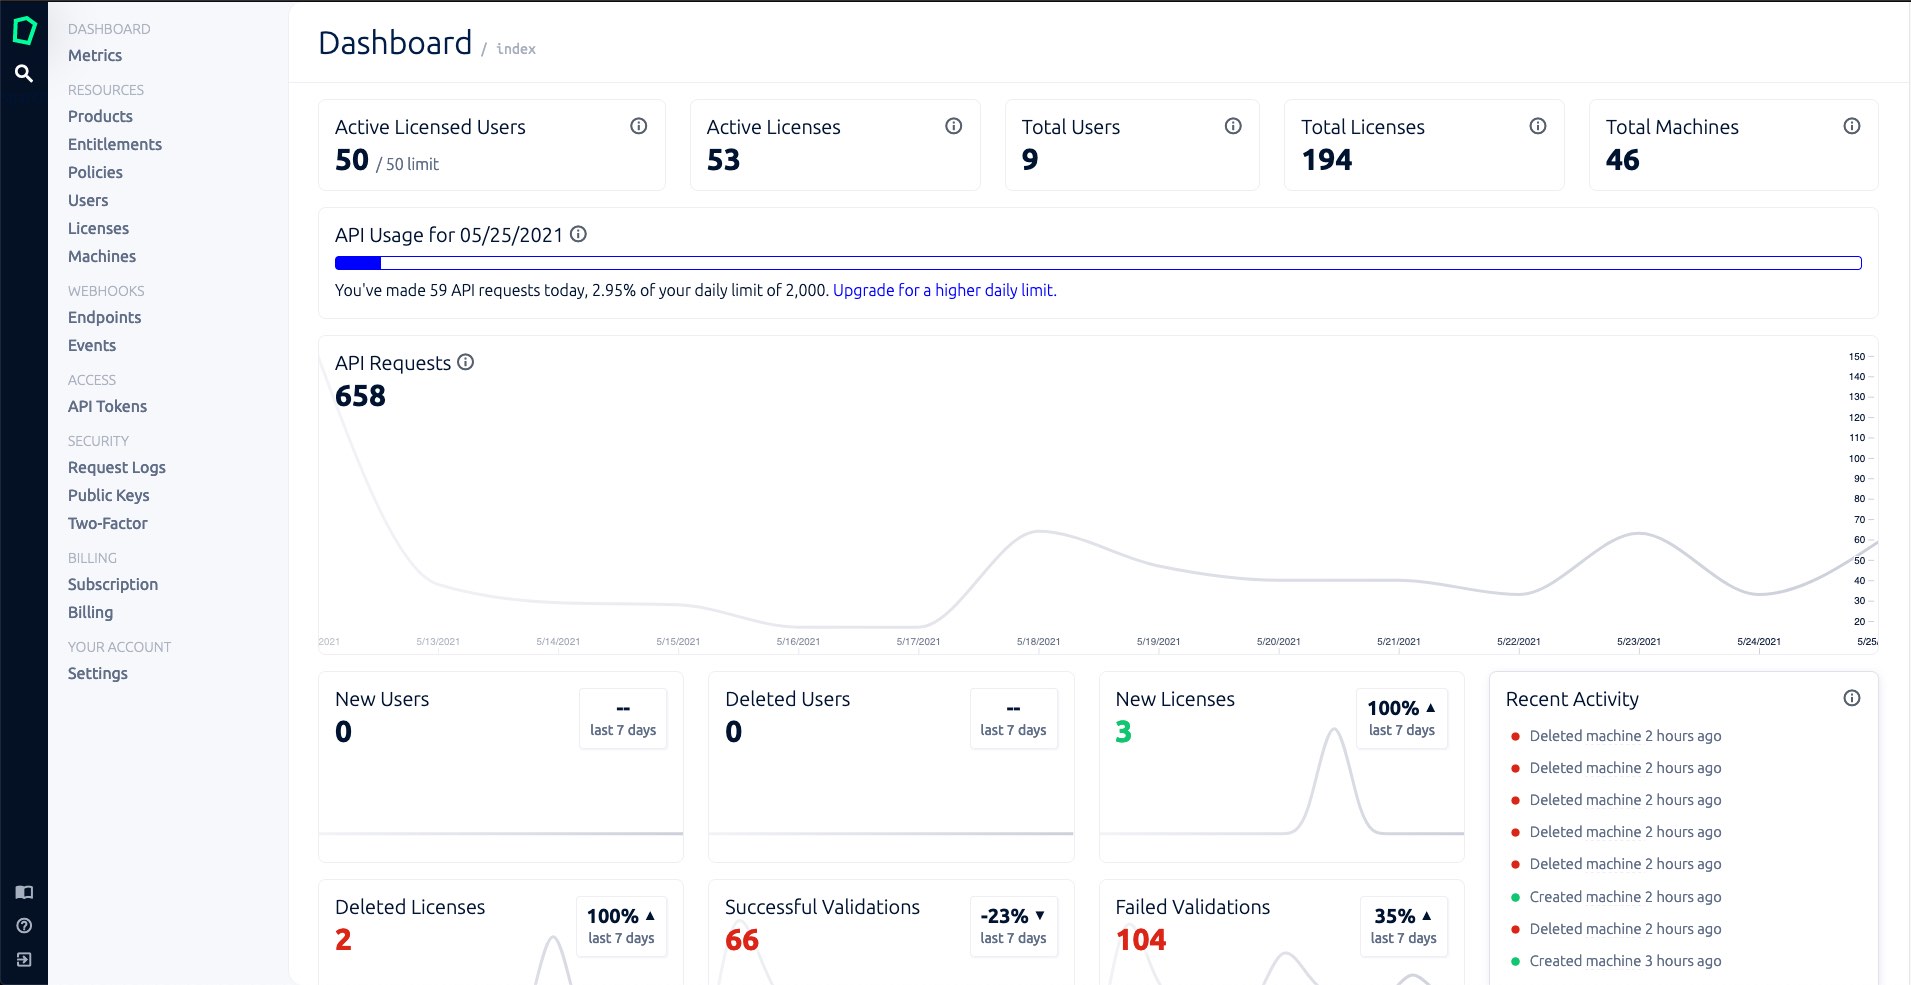 DASHBOARD
Metrics
RESOURCES
Products
Entitlements
Policies
Users
Licenses
Machines
WEBHOOKS
Endpoints
Events
ACCESS
API Tokens
SECURITY
Request Logs
Public Keys
Two-Factor
BILLING
Subscription
Billing
YOUR ACCOUNT
Settings
Dashboard / index
Active Licensed Users
50 / 50 limit
Active Licenses
53
Total Users
9
Total Licenses
194
Total Machines
46
API Usage for 05/25/2021
You've made 59 API requests today, 2.95% of your daily limit of 2,000. Upgrade for a higher daily limit.
API Requests
658
150
140
130
120
110
100
90
80
70
60
50
40
30
20
2021 5/13/2021 5/14/2021 5/15/2021 5/16/2021 5/17/2021 5/18/2021 5/19/2021 5/20/2021 5/21/2021 5/22/2021 5/23/2021 5/24/2021 5/25/
New Users
0
--
last 7 days
Deleted Users
0
--
last 7 days
New Licenses
3
100% ▲
last 7 days
Deleted Licenses
2
100% ▲
last 7 days
Successful Validations
66
-23% ▼
last 7 days
Failed Validations
104
35% ▲
last 7 days
Recent Activity
Deleted machine 2 hours ago
Deleted machine 2 hours ago
Deleted machine 2 hours ago
Deleted machine 2 hours ago
Deleted machine 2 hours ago
Created machine 2 hours ago
Deleted machine 2 hours ago
Created machine 3 hours ago